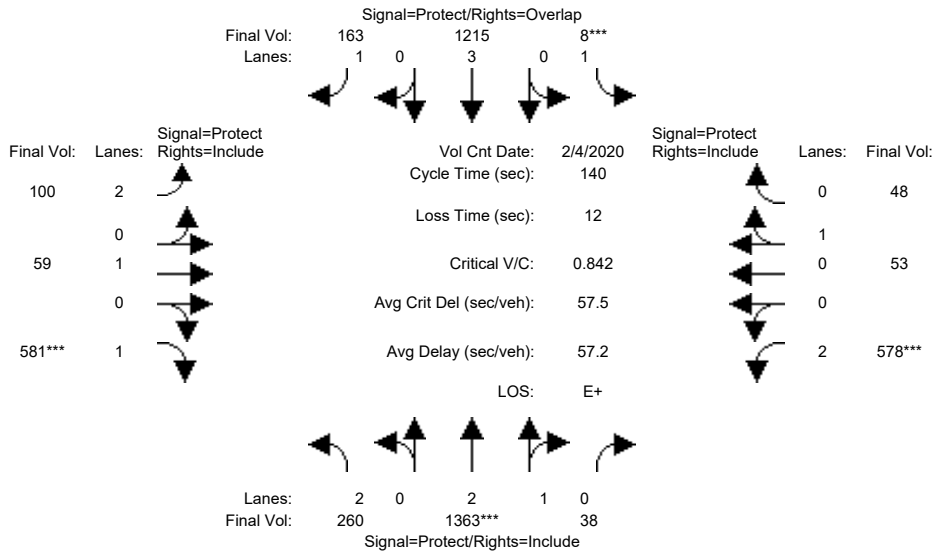 Signal=Protect/Rights=Overlap
Final Vol: 163 1215 8***
Lanes: 1 0 3 0 1
Signal=Protect Signal=Protect
Final Vol: Lanes: Rights=Include Vol Cnt Date: 2/4/2020 Rights=Include Lanes: Final Vol:
Cycle Time (sec): 140
100 2 0 48
Loss Time (sec): 12
0 1
59 1 Critical V/C: 0.842 0 53
0 Avg Crit Del (sec/veh): 57.5 0
581*** 1 Avg Delay (sec/veh): 57.2 2 578***
LOS: E+
Lanes: 2 0 2 1 0
Final Vol: 260 1363*** 38
Signal=Protect/Rights=Include